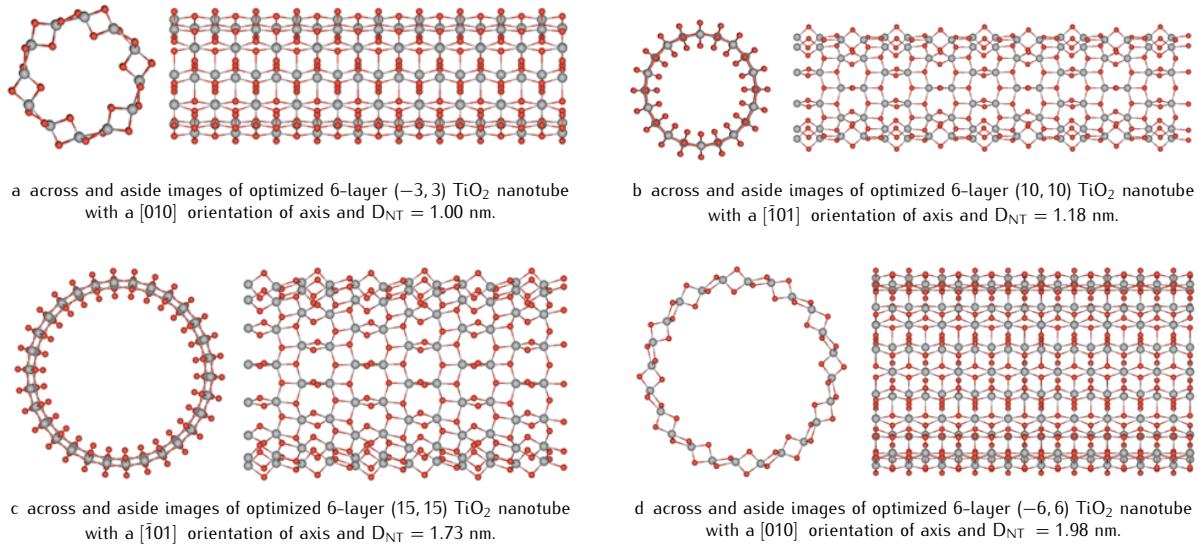 a across and aside images of optimized 6-layer (−3, 3) TiO₂ nanotube
with a [010] orientation of axis and D_NT = 1.00 nm.
b across and aside images of optimized 6-layer (10, 10) TiO₂ nanotube
with a [1̄01] orientation of axis and D_NT = 1.18 nm.
c across and aside images of optimized 6-layer (15, 15) TiO₂ nanotube
with a [1̄01] orientation of axis and D_NT = 1.73 nm.
d across and aside images of optimized 6-layer (−6, 6) TiO₂ nanotube
with a [010] orientation of axis and D_NT = 1.98 nm.